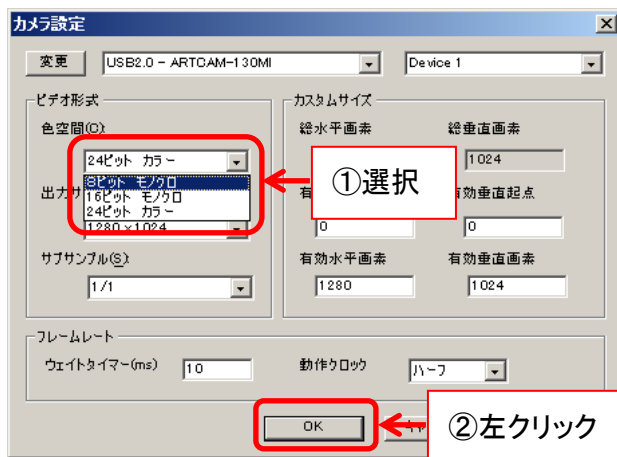 カメラ設定
変更 USB2.0 - ARTCAM-130MI Device 1
ビデオ形式 カスタムサイズ
色空間(C): 総水平画素 総垂直画素
24ビット カラー 1024
8ビット モノクロ
16ビット モノクロ
24ビット カラー
①選択
出力サ 有 有効垂直起点
1280 x 1024 0 0
サブサンプル(S): 有効水平画素 有効垂直画素
1/1 1280 1024
フレームレート
ウェイトタイマー(ms) 10 動作クロック ハーフ
OK キャ
②左クリック